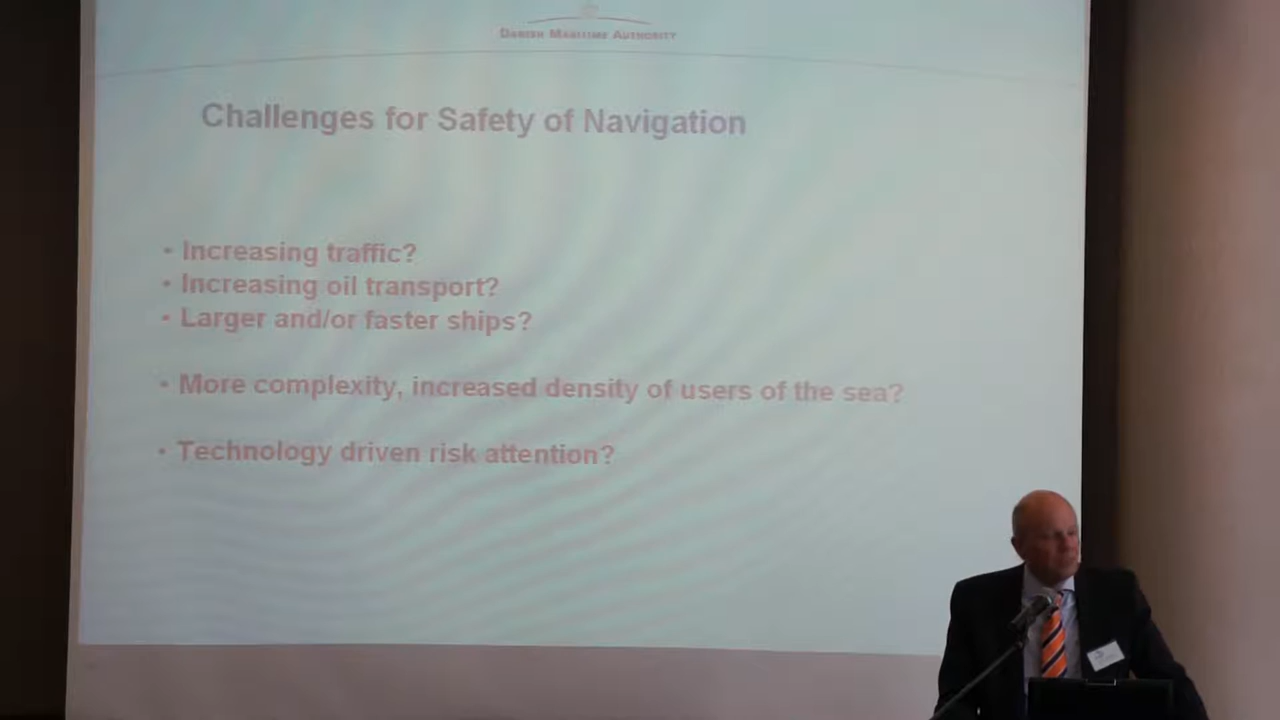 DANISH MARITIME AUTHORITY
Challenges for Safety of Navigation
• Increasing traffic?
• Increasing oil transport?
• Larger and/or faster ships?
• More complexity, increased density of users of the sea?
• Technology driven risk attention?